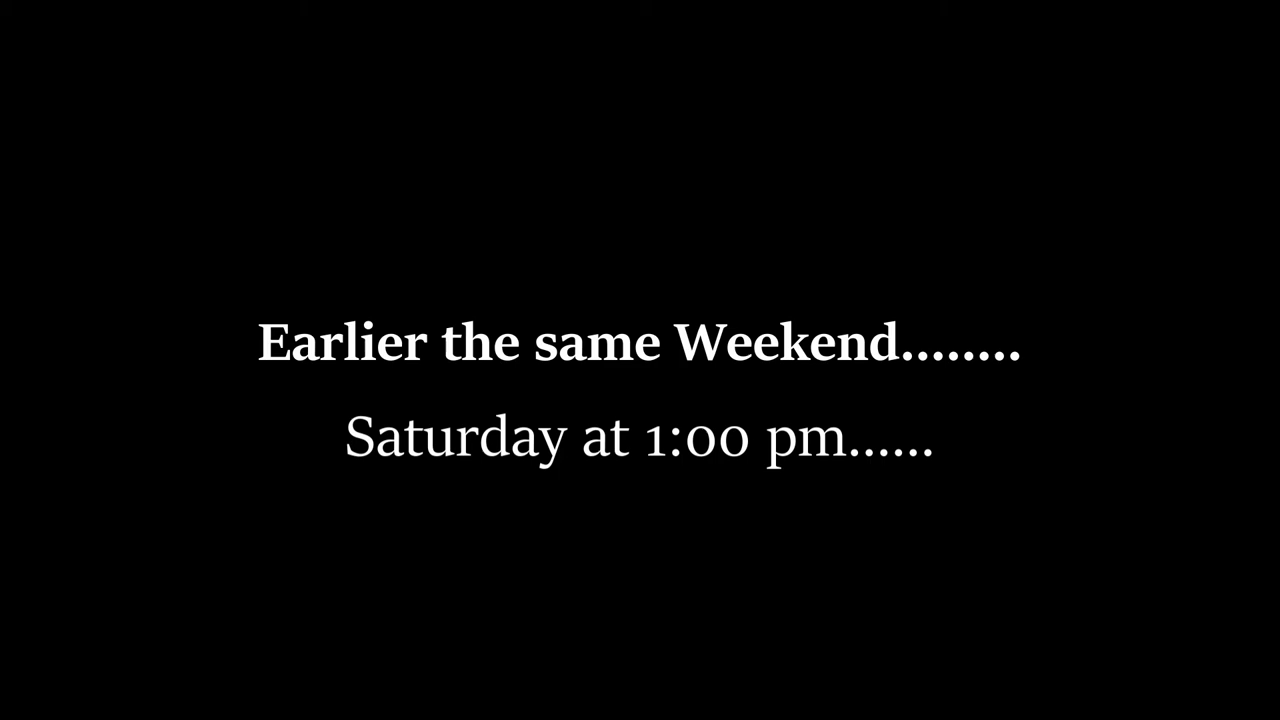 Earlier the same Weekend........
Saturday at 1:00 pm......